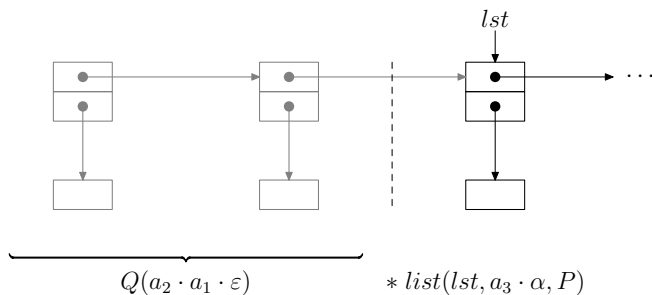 lst
···
Q(a₂ · a₁ · ε) * list(lst, a₃ · α, P)